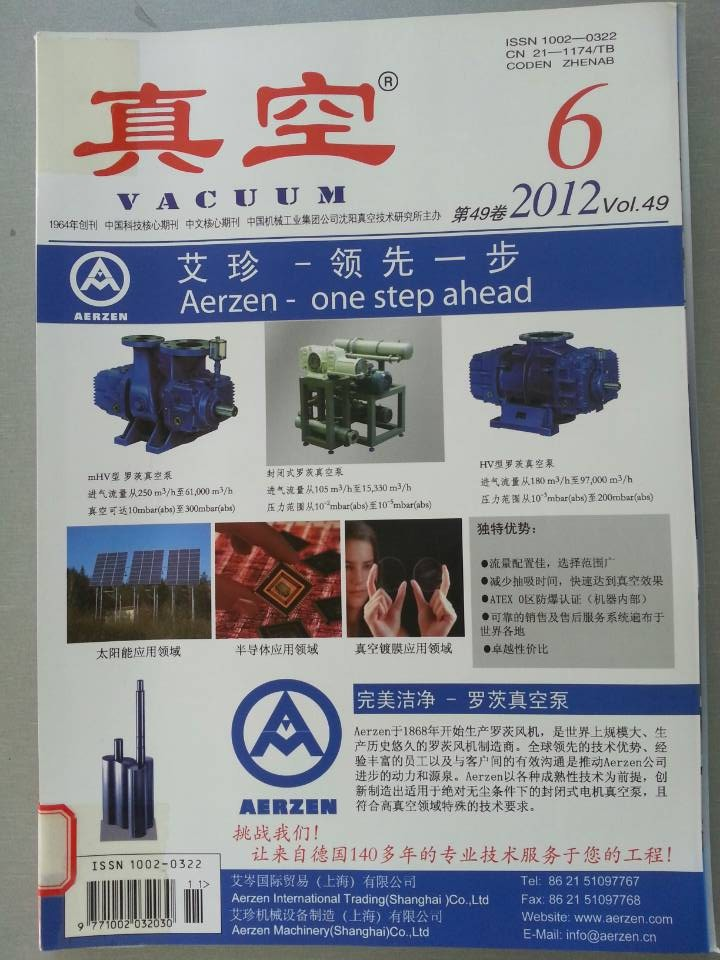 ISSN 1002—0322
CN 21—1174/TB
CODEN ZHENAB
真空®
VACUUM
6
1964年创刊 中国科技核心期刊 中文核心期刊 中国机械工业集团公司沈阳真空技术研究所主办
第49卷 2012 Vol.49
AERZEN
艾珍 - 领先一步
Aerzen - one step ahead
mHV型 罗茨真空泵
进气流量从250 m³/h至61,000 m³/h
真空可达10mbar(abs)至300mbar(abs)
封闭式罗茨真空泵
进气流量从105 m³/h至15,330 m³/h
压力范围从10⁻²mbar(abs)至10⁻⁵mbar(abs)
HV型罗茨真空泵
进气流量从180 m³/h至97,000 m³/h
压力范围从10⁻³mbar(abs)至200mbar(abs)
太阳能应用领域
半导体应用领域
真空镀膜应用领域
独特优势：
●流量配置佳，选择范围广
●减少抽吸时间，快速达到真空效果
●ATEX 0区防爆认证（机器内部）
●可靠的销售及售后服务系统遍布于
世界各地
●卓越性价比
AERZEN
完美洁净 - 罗茨真空泵
Aerzen于1868年开始生产罗茨风机，是世界上规模大、生
产历史悠久的罗茨风机制造商。全球领先的技术优势、经
验丰富的员工以及与客户间的有效沟通是推动Aerzen公司
进步的动力和源泉。Aerzen以各种成熟性技术为前提，创
新制造出适用于绝对无尘条件下的封闭式电机真空泵，且
符合高真空领域特殊的技术要求。
挑战我们！
让来自德国140多年的专业技术服务于您的工程！
ISSN 1002-0322
11>
9 771002 032030
艾岑国际贸易（上海）有限公司
Aerzen International Trading(Shanghai )Co.,Ltd
艾珍机械设备制造（上海）有限公司
Aerzen Machinery(Shanghai)Co.,Ltd
Tel: 86 21 51097767
Fax: 86 21 51097768
Website: www.aerzen.com
E-Mail: info@aerzen.cn